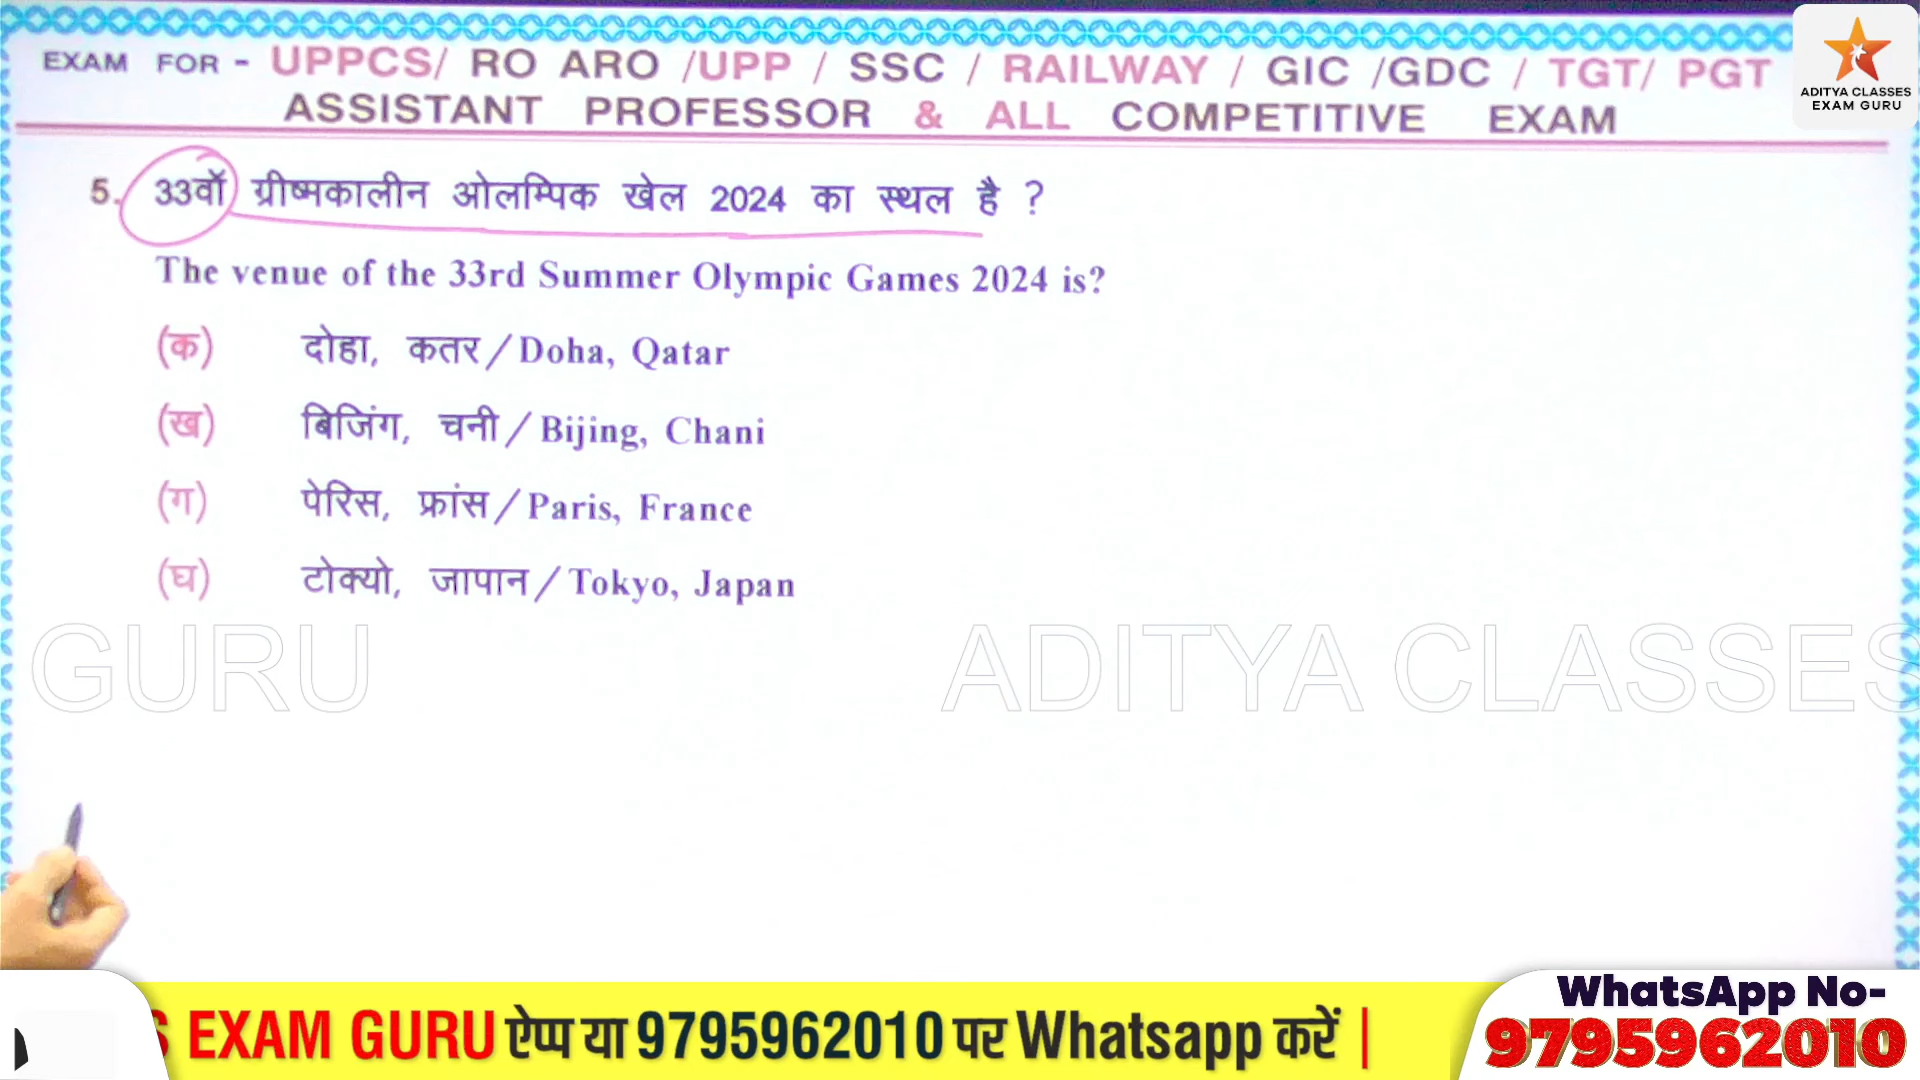 EXAM FOR - UPPCS/ RO ARO /UPP / SSC / RAILWAY / GIC /GDC / TGT/ PGT
ASSISTANT PROFESSOR & ALL COMPETITIVE EXAM
ADITYA CLASSES
EXAM GURU
5. 33वॉ ग्रीष्मकालीन ओलम्पिक खेल 2024 का स्थल है ?
The venue of the 33rd Summer Olympic Games 2024 is?
(क) दोहा, कतर/Doha, Qatar
(ख) बिजिंग, चनी/Bijing, Chani
(ग) पेरिस, फ्रांस/Paris, France
(घ) टोक्यो, जापान/Tokyo, Japan
GURU ADITYA CLASSES
S EXAM GURU ऐप्प या 9795962010 पर Whatsapp करें |
WhatsApp No-
9795962010